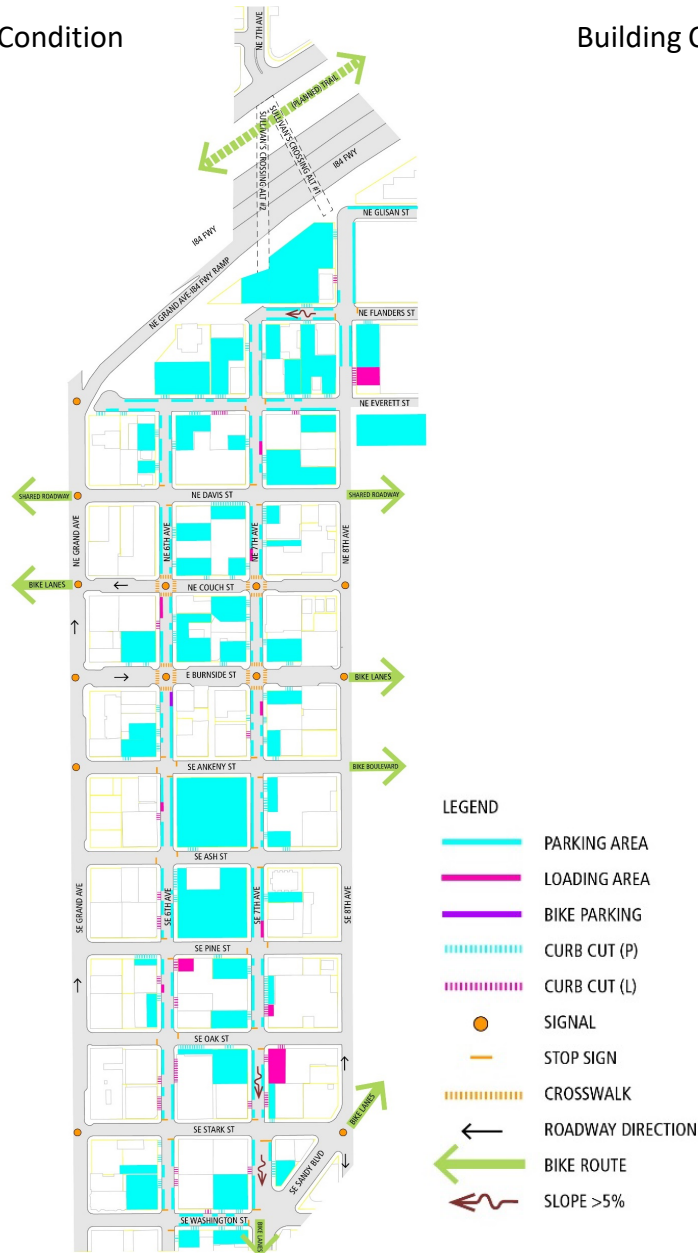 Condition
Building C
NE 7TH AVE
(PLANNED) TRAIL
SULLIVAN'S CROSSING ALT #1
SULLIVAN'S CROSSING ALT #2
I84 FWY
I84 FWY
NE GLISAN ST
NE GRAND AVE-I84 FWY RAMP
NE FLANDERS ST
NE EVERETT ST
SHARED ROADWAY
NE DAVIS ST
SHARED ROADWAY
NE GRAND AVE
NE 6TH AVE
NE 7TH AVE
NE 8TH AVE
BIKE LANES
NE COUCH ST
E BURNSIDE ST
BIKE LANES
SE ANKENY ST
BIKE BOULEVARD
LEGEND
PARKING AREA
SE ASH ST
LOADING AREA
SE GRAND AVE
SE 6TH AVE
SE 7TH AVE
SE 8TH AVE
BIKE PARKING
SE PINE ST
CURB CUT (P)
CURB CUT (L)
SIGNAL
SE OAK ST
STOP SIGN
CROSSWALK
BIKE LANES
SE STARK ST
ROADWAY DIRECTION
BIKE ROUTE
SE SANDY BLVD
SLOPE >5%
SE WASHINGTON ST
BIKE LANES